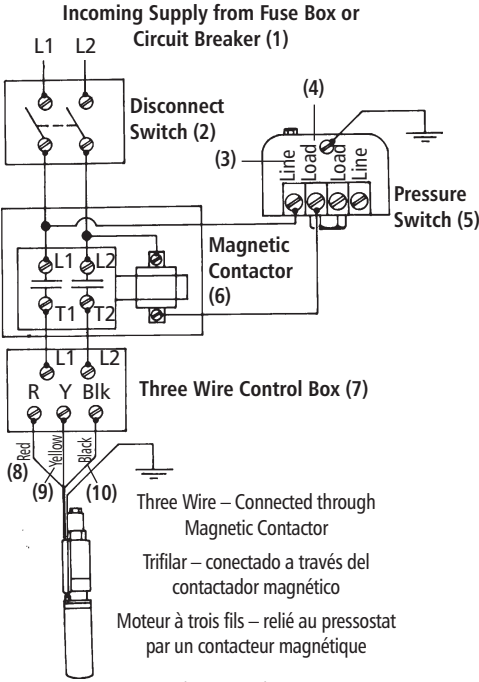 Incoming Supply from Fuse Box or
Circuit Breaker (1)
L1 L2
Disconnect
Switch (2)
(4)
(3)
Line
Load
Load
Line
Pressure
Switch (5)
Magnetic
Contactor
(6)
L1 L2
T1 T2
L1 L2
R Y Blk
Three Wire Control Box (7)
Red
Yellow
Black
(8)
(9)
(10)
Three Wire – Connected through
Magnetic Contactor
Trifilar – conectado a través del
contactador magnético
Moteur à trois fils – relié au pressostat
par un contacteur magnétique